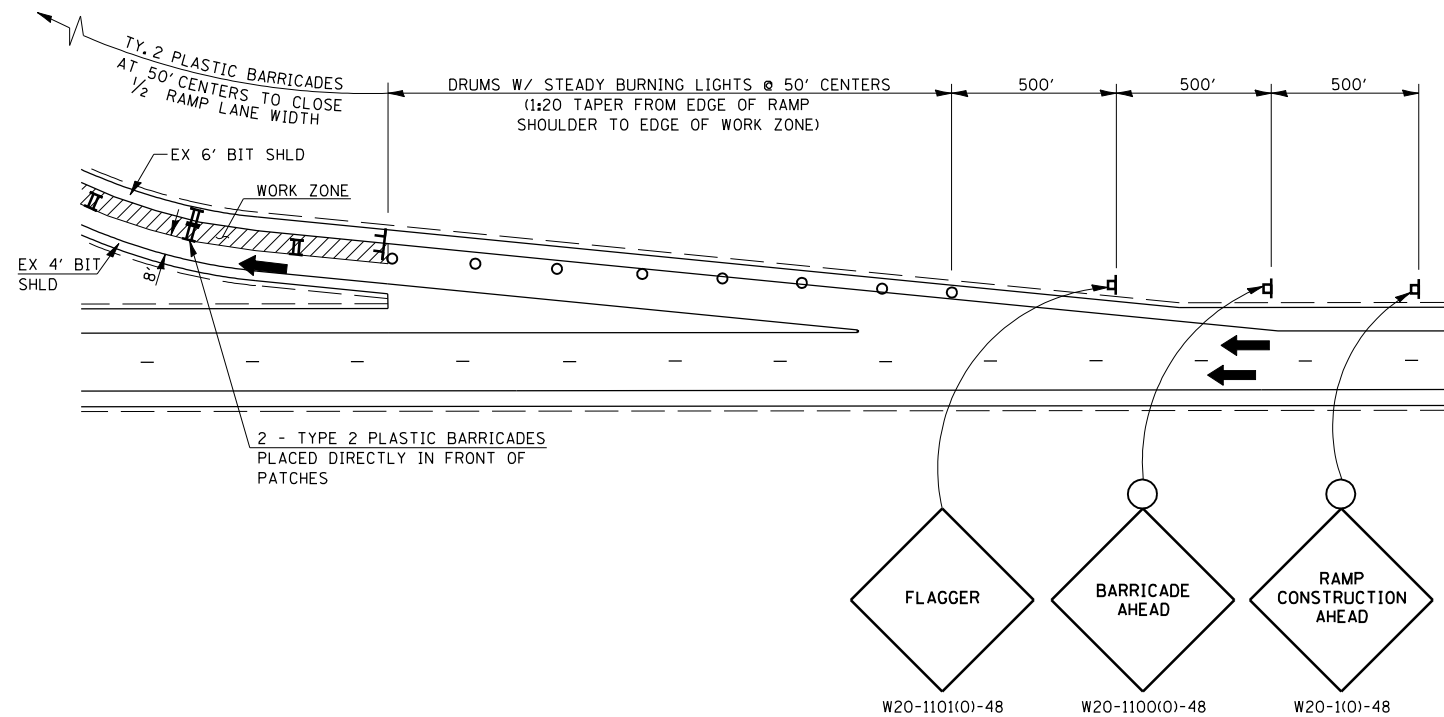 TY. 2 PLASTIC BARRICADES
AT 50' CENTERS TO CLOSE
½ RAMP LANE WIDTH
DRUMS W/ STEADY BURNING LIGHTS @ 50' CENTERS
(1:20 TAPER FROM EDGE OF RAMP
SHOULDER TO EDGE OF WORK ZONE)
500'
500'
500'
EX 6' BIT SHLD
WORK ZONE
EX 4' BIT
SHLD
8'
2 - TYPE 2 PLASTIC BARRICADES
PLACED DIRECTLY IN FRONT OF
PATCHES
FLAGGER
W20-1101(O)-48
BARRICADE
AHEAD
W20-1100(O)-48
RAMP
CONSTRUCTION
AHEAD
W20-1(O)-48